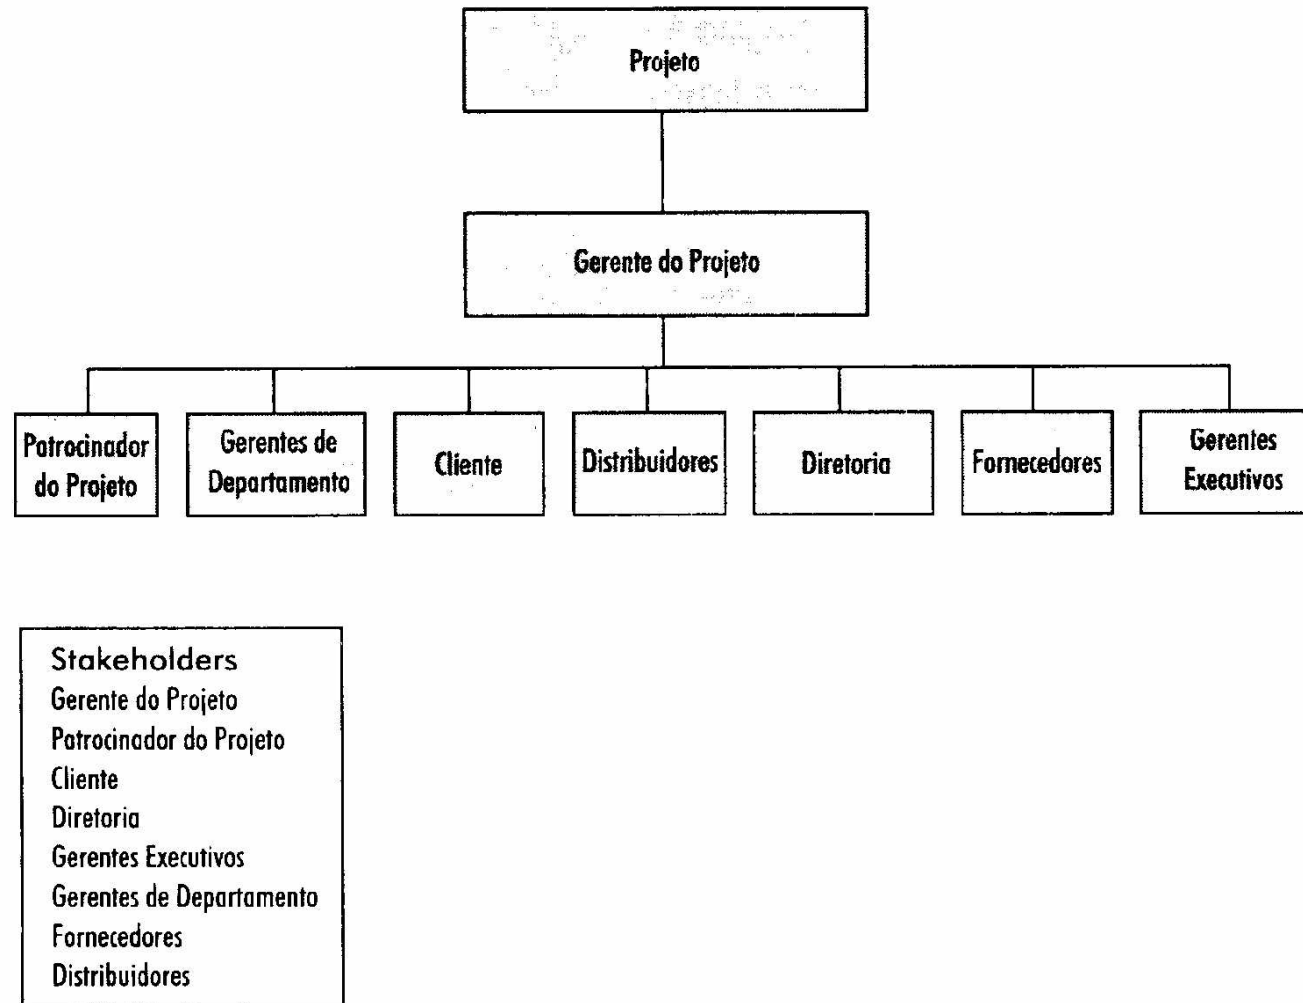 Projeto
Gerente do Projeto
Patrocinador
do Projeto
Gerentes de
Departamento
Cliente
Distribuidores
Diretoria
Fornecedores
Gerentes
Executivos
Stakeholders
Gerente do Projeto
Patrocinador do Projeto
Cliente
Diretoria
Gerentes Executivos
Gerentes de Departamento
Fornecedores
Distribuidores